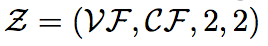 𝒵 = (𝒱ℱ, 𝒞ℱ, 2, 2)